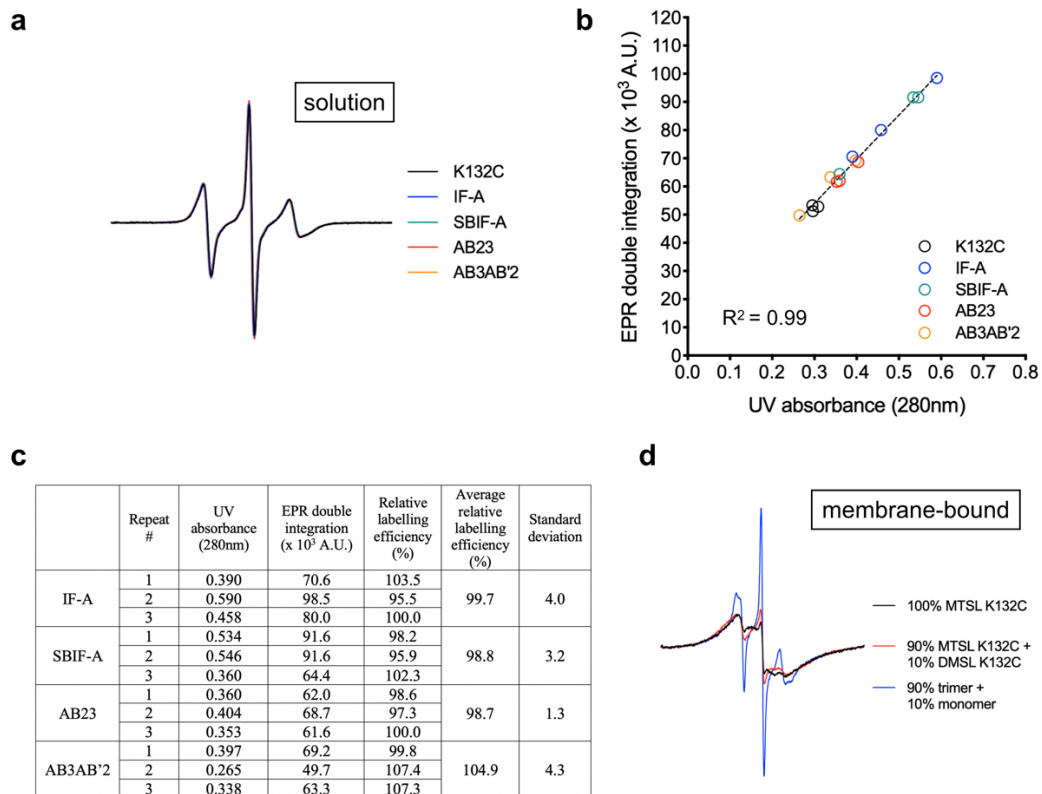 a
solution
K132C
IF-A
SBIF-A
AB23
AB3AB'2
b
EPR double integration (x 10³ A.U.)
120
110
100
90
80
70
60
50
40
30
20
10
0
K132C
IF-A
SBIF-A
AB23
AB3AB'2
R² = 0.99
0.0 0.1 0.2 0.3 0.4 0.5 0.6 0.7 0.8
UV absorbance (280nm)
c
Repeat # UV absorbance (280nm) EPR double integration (x 10³ A.U.) Relative labelling efficiency (%) Average relative labelling efficiency (%) Standard deviation
IF-A 1 0.390 70.6 103.5 99.7 4.0
2 0.590 98.5 95.5
3 0.458 80.0 100.0
SBIF-A 1 0.534 91.6 98.2 98.8 3.2
2 0.546 91.6 95.9
3 0.360 64.4 102.3
AB23 1 0.360 62.0 98.6 98.7 1.3
2 0.404 68.7 97.3
3 0.353 61.6 100.0
AB3AB’2 1 0.397 69.2 99.8 104.9 4.3
2 0.265 49.7 107.4
3 0.338 63.3 107.3
d
membrane-bound
100% MTSL K132C
90% MTSL K132C +
10% DMSL K132C
90% trimer +
10% monomer